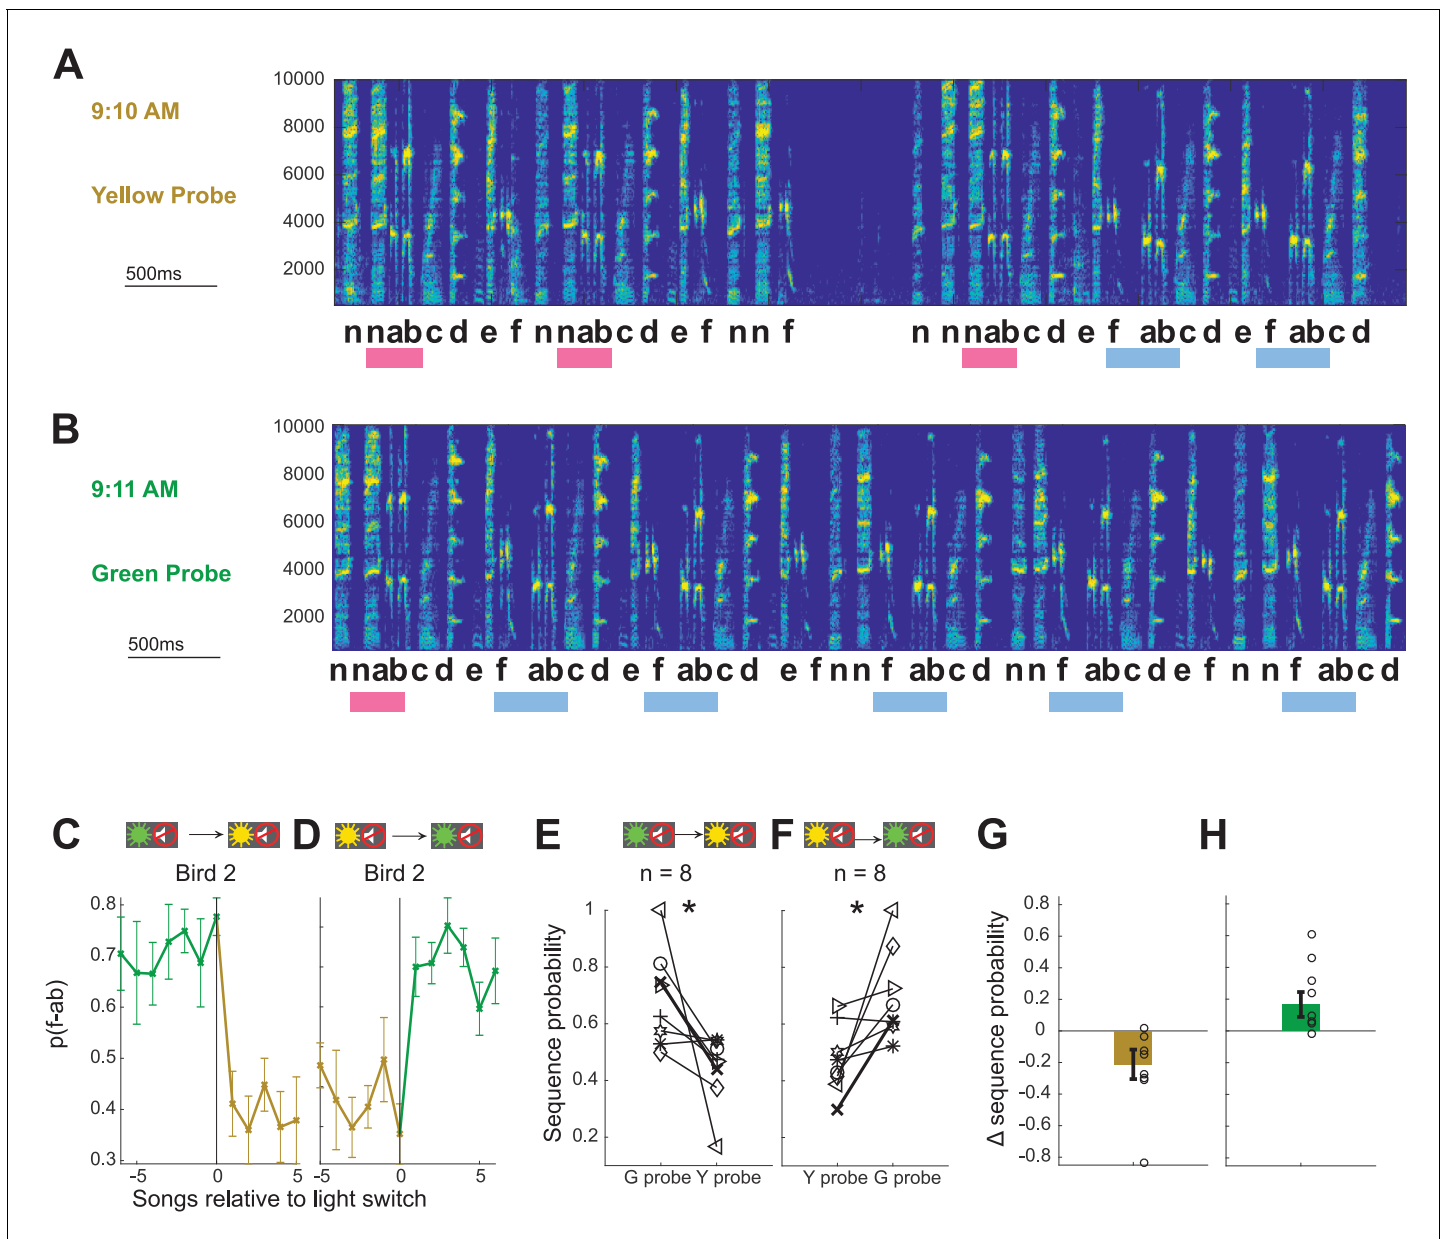 A
9:10 AM
Yellow Probe
500ms
10000
8000
6000
4000
2000
n n a b c d e f n n a b c d e f n n f n n n a b c d e f a b c d e f a b c d
B
9:11 AM
Green Probe
500ms
10000
8000
6000
4000
2000
n n a b c d e f a b c d e f a b c d e f n n f a b c d n n f a b c d e f n n f a b c d
C D E F G H
Bird 2 Bird 2 n = 8 n = 8
p(f-ab)
0.8
0.7
0.6
0.5
0.4
0.3
-5 0 5
-5 0 5
Songs relative to light switch
Sequence probability
1
0.8
0.6
0.4
0.2
*
G probe Y probe
*
Y probe G probe
Δ sequence probability
0.8
0.6
0.4
0.2
0
-0.2
-0.4
-0.6
-0.8